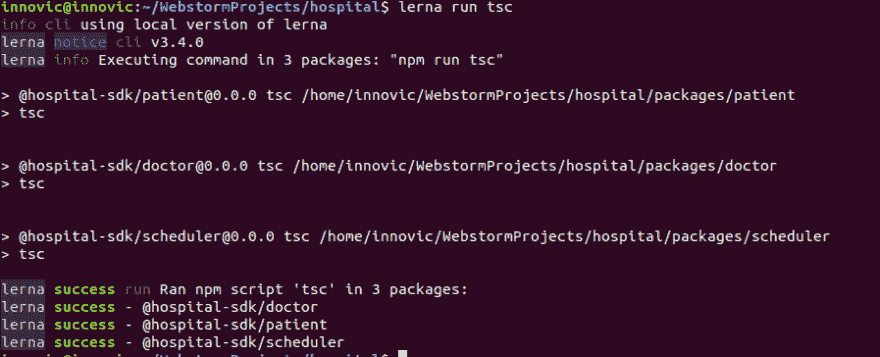 innovic@innovic:~/WebstormProjects/hospital$ lerna run tsc
info cli using local version of lerna
lerna notice cli v3.4.0
lerna info Executing command in 3 packages: "npm run tsc"
> @hospital-sdk/patient@0.0.0 tsc /home/innovic/WebstormProjects/hospital/packages/patient
> tsc
> @hospital-sdk/doctor@0.0.0 tsc /home/innovic/WebstormProjects/hospital/packages/doctor
> tsc
> @hospital-sdk/scheduler@0.0.0 tsc /home/innovic/WebstormProjects/hospital/packages/scheduler
> tsc
lerna success run Ran npm script 'tsc' in 3 packages:
lerna success - @hospital-sdk/doctor
lerna success - @hospital-sdk/patient
lerna success - @hospital-sdk/scheduler
innovic@innovic:~/WebstormProjects/hospital$